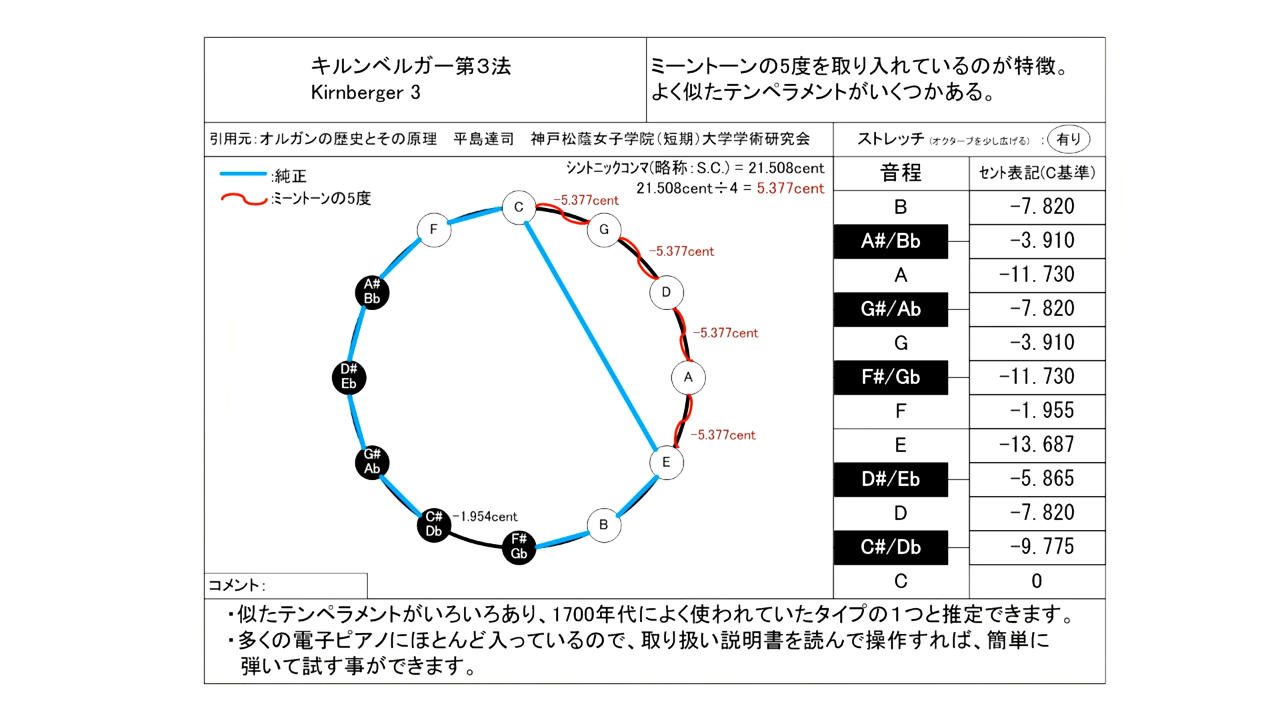 キルンベルガー第３法
Kirnberger 3
ミーントーンの5度を取り入れているのが特徴。
よく似たテンペラメントがいくつかある。
引用元：オルガンの歴史とその原理　平島達司　神戸松蔭女子学院（短期）大学学術研究会
ストレッチ（オクターブを少し広げる）：有り
:純正
:ミーントーンの5度
シントニックコンマ（略称：S.C.）= 21.508cent
21.508cent÷4 = 5.377cent
C
-5.377cent
G
-5.377cent
D
-5.377cent
A
-5.377cent
E
B
F#
Gb
-1.954cent
C#
Db
G#
Ab
D#
Eb
A#
Bb
F
音程 セント表記（C基準）
B -7.820
A#/Bb -3.910
A -11.730
G#/Ab -7.820
G -3.910
F#/Gb -11.730
F -1.955
E -13.687
D#/Eb -5.865
D -7.820
C#/Db -9.775
C 0
コメント：
・似たテンペラメントがいろいろあり、1700年代によく使われていたタイプの１つと推定できます。
・多くの電子ピアノにほとんど入っているので、取り扱い説明書を読んで操作すれば、簡単に
弾いて試す事ができます。